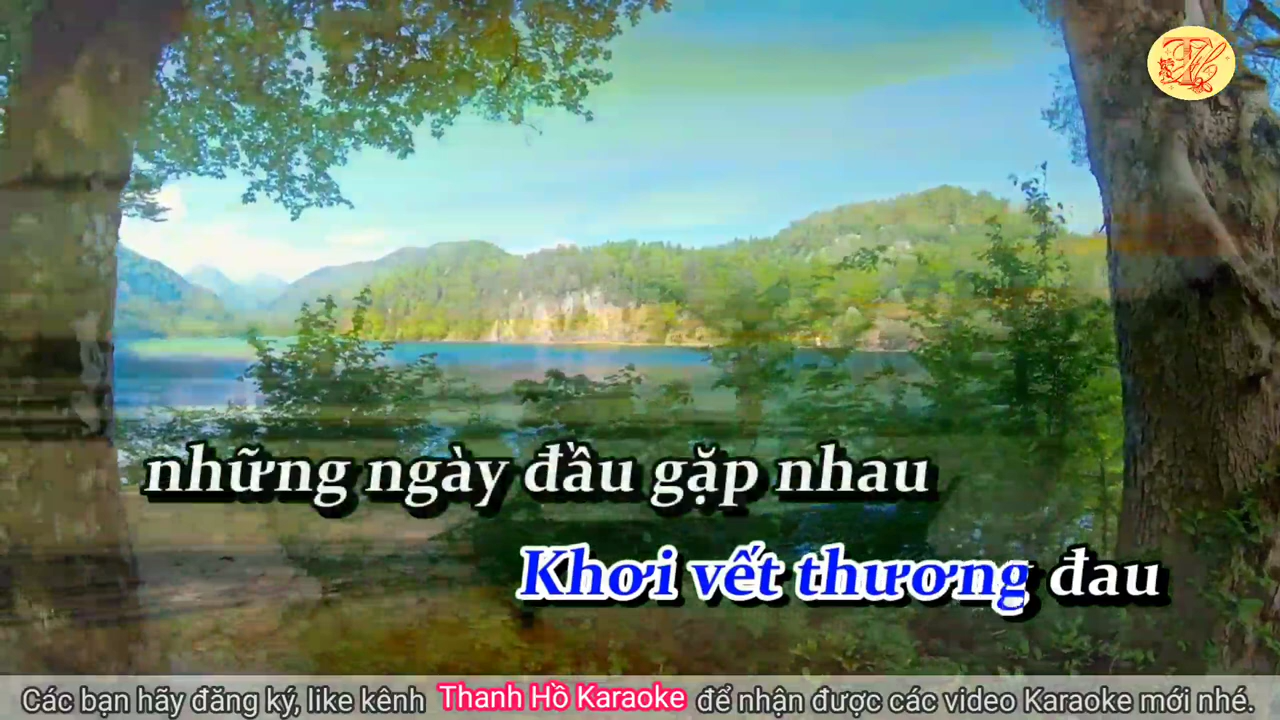 những ngày đầu gặp nhau
Khơi vết thương đau
Các bạn hãy đăng ký, like kênh Thanh Hồ Karaoke để nhận được các video Karaoke mới nhé.